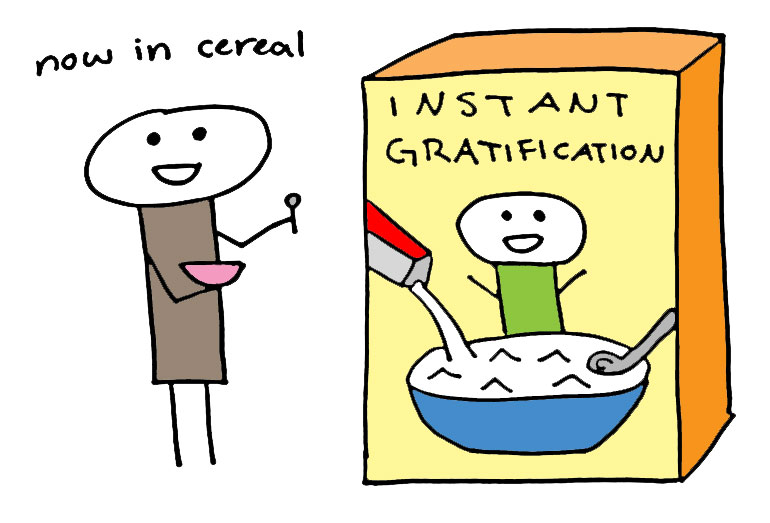 now in cereal
INSTANT
GRATIFICATION